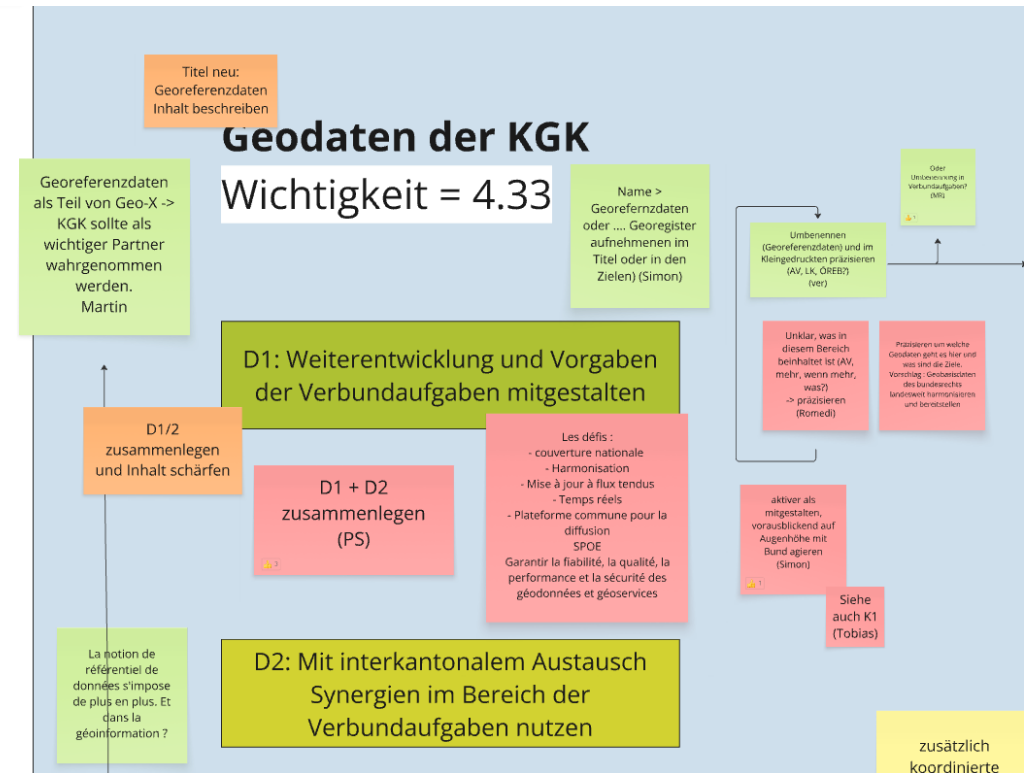 Titel neu:
Georeferenzdaten
Inhalt beschreiben
Geodaten der KGK
Wichtigkeit = 4.33
Georeferenzdaten
als Teil von Geo-X ->
KGK sollte als
wichtiger Partner
wahrgenommen
werden.
Martin
Name >
Georefernzdaten
oder .... Georegister
aufnehmenen im
Titel oder in den
Zielen) (Simon)
Oder
Umbenennung in
Verbundaufgaben?
(MR)
Umbenennen
(Georeferenzdaten) und im
Kleingedruckten präzisieren
(AV, LK, ÖREB?)
(ver)
D1: Weiterentwicklung und Vorgaben
der Verbundaufgaben mitgestalten
Unklar, was in
diesem Bereich
beinhaltet ist (AV,
mehr, wenn mehr,
was?)
-> präzisieren
(Romedi)
Präzisieren um welche
Geodaten geht es hier und
was sind die Ziele.
Vorschlag : Geobasisdaten
des bundesrechts
landesweit harmonisieren
und bereitstellen
D1/2
zusammenlegen
und Inhalt schärfen
D1 + D2
zusammenlegen
(PS)
3
Les défis :
- couverture nationale
- Harmonisation
- Mise à jour à flux tendus
- Temps réels
- Plateforme commune pour la
diffusion
SPOE
Garantir la fiabilité, la qualité, la
performance et la sécurité des
géodonnées et géoservices
aktiver als
mitgestalten,
vorausblickend auf
Augenhöhe mit
Bund agieren
(Simon)
1
Siehe
auch K1
(Tobias)
La notion de
référentiel de
données s'impose
de plus en plus. Et
dans la
géoinformation ?
D2: Mit interkantonalem Austausch
Synergien im Bereich der
Verbundaufgaben nutzen
zusätzlich
koordinierte